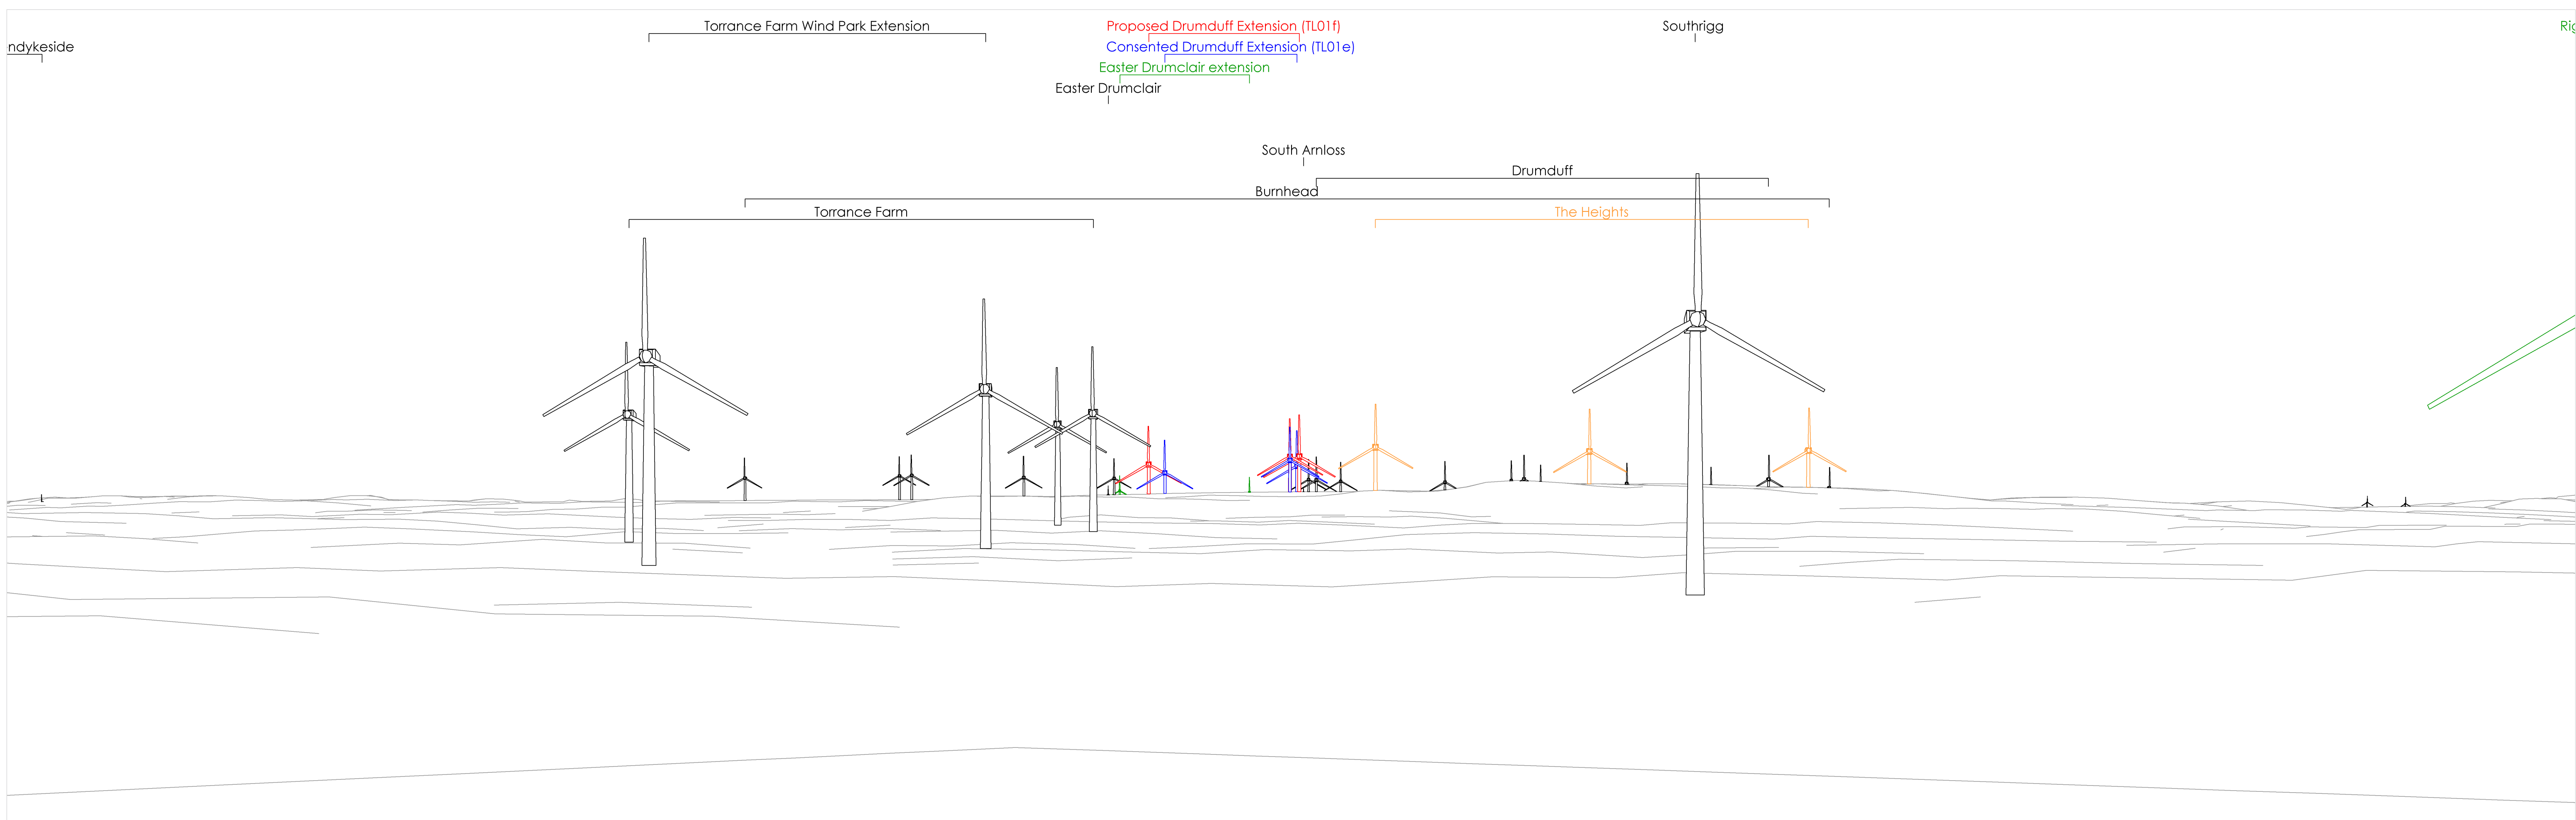 Torrance Farm Wind Park Extension
Proposed Drumduff Extension (TL01f)
Southrigg
Rig
ndykeside
Consented Drumduff Extension (TL01e)
Easter Drumclair extension
Easter Drumclair
South Arnloss
Drumduff
Burnhead
Torrance Farm
The Heights